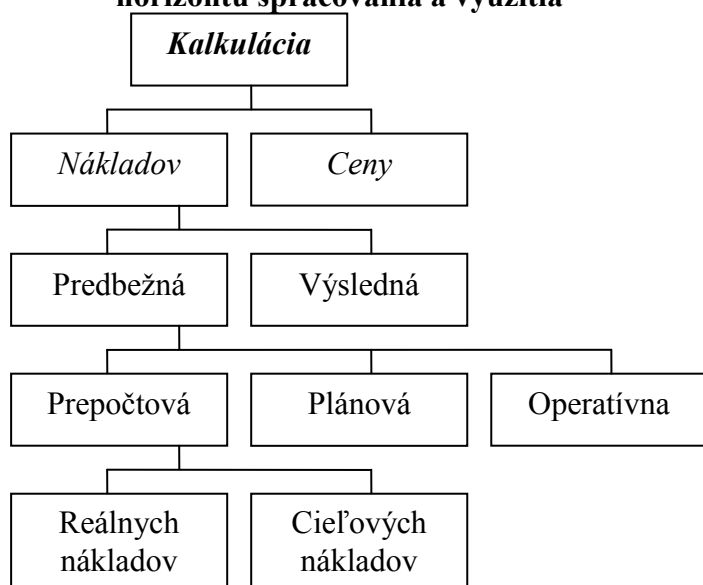 horizontu spracovania a využitia
Kalkulácia
Nákladov
Ceny
Predbežná
Výsledná
Prepočtová
Plánová
Operatívna
Reálnych
nákladov
Cieľových
nákladov